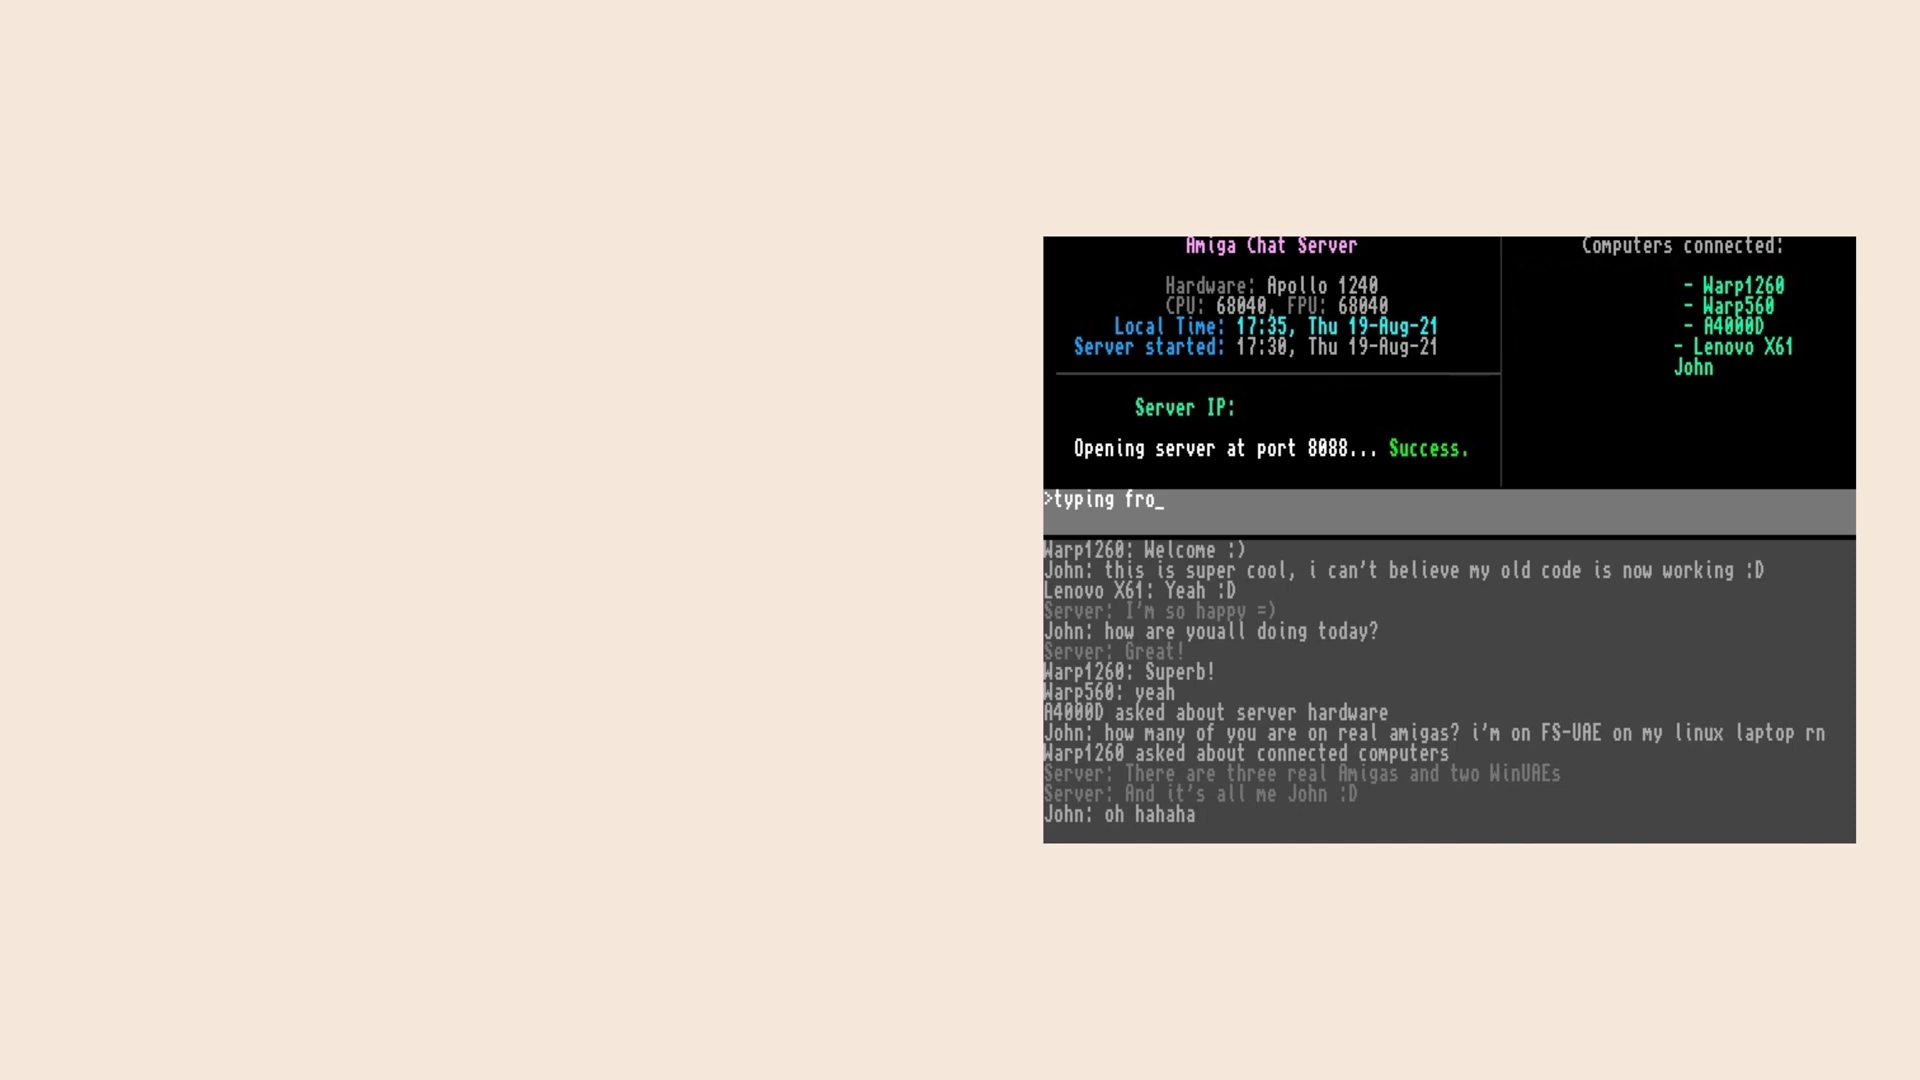 Amiga Chat Server
Hardware: Apollo 1240
CPU: 68040, FPU: 68040
Local Time: 17:35, Thu 19-Aug-21
Server started: 17:30, Thu 19-Aug-21
Server IP:
Opening server at port 8088... Success.
Computers connected:
- Warp1260
- Warp560
- A4000D
- Lenovo X61
John
>typing fro_
Warp1260: Welcome :)
John: this is super cool, i can't believe my old code is now working :D
Lenovo X61: Yeah :D
Server: I'm so happy =)
John: how are youall doing today?
Server: Great!
Warp1260: Superb!
Warp560: yeah
A4000D asked about server hardware
John: how many of you are on real amigas? i'm on FS-UAE on my linux laptop rn
Warp1260 asked about connected computers
Server: There are three real Amigas and two WinUAEs
Server: And it's all me John :D
John: oh hahaha